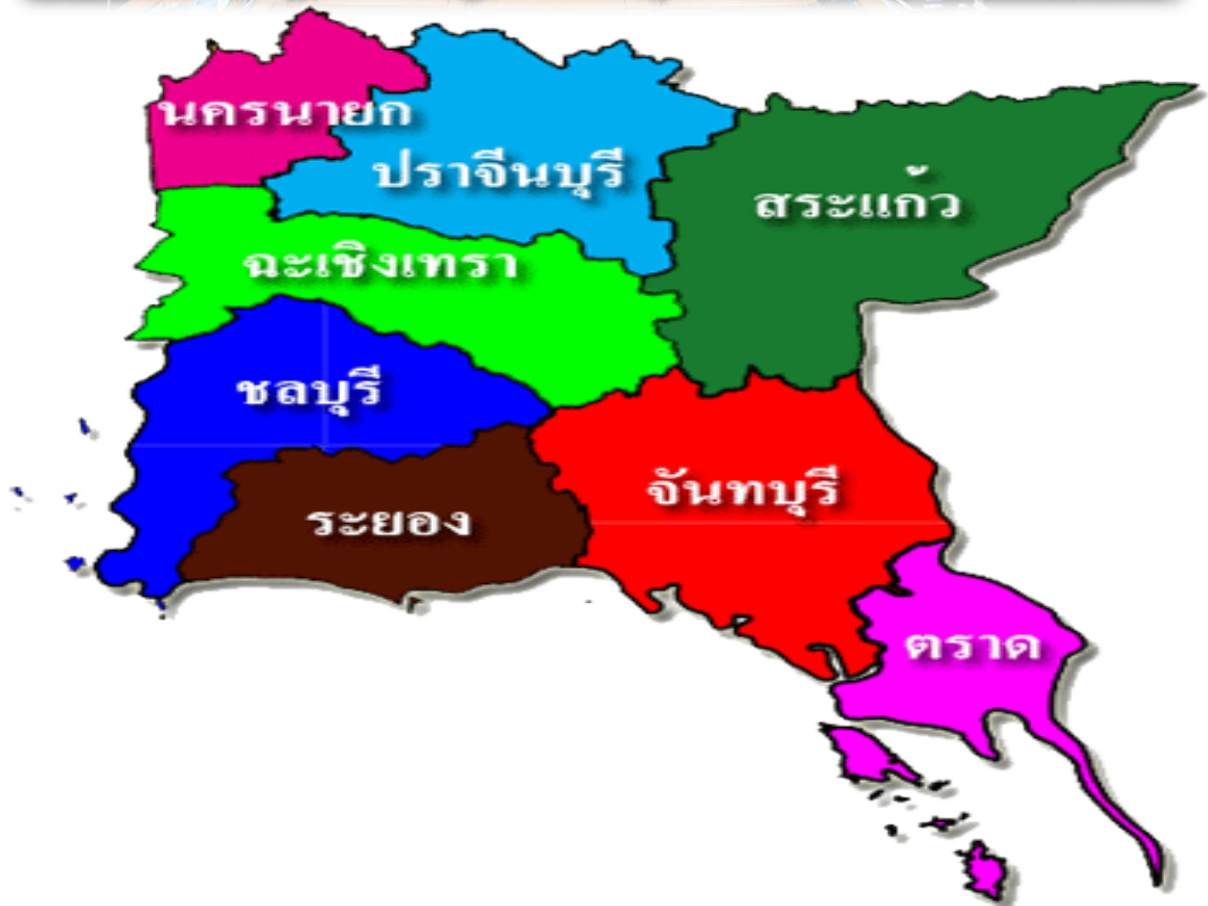 นครนายก
ปราจีนบุรี
สระแก้ว
ฉะเชิงเทรา
ชลบุรี
จันทบุรี
ระยอง
ตราด